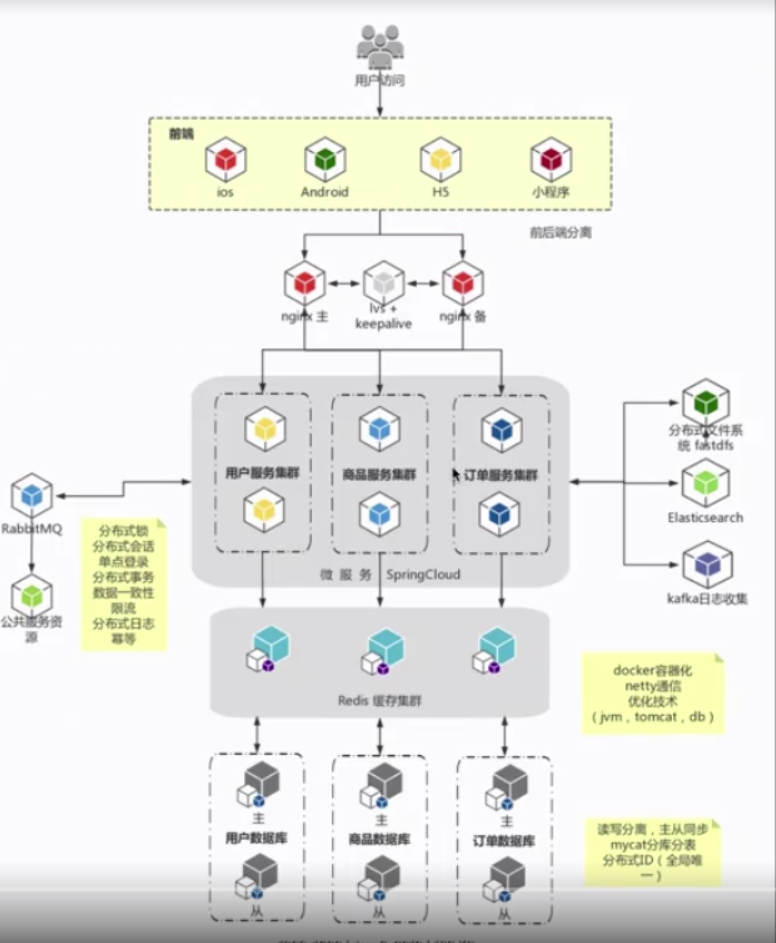 用户访问
前端
ios
Android
H5
小程序
前后端分离
nginx 主
lvs +
keepalive
nginx 备
用户服务集群
商品服务集群
订单服务集群
微 服 务 SpringCloud
RabbitMQ
公共服务资
源
分布式锁
分布式会话
单点登录
分布式事务
数据一致性
限流
分布式日志
幂等
分布式文件系
统 fastdfs
Elasticsearch
kafka日志收集
Redis 缓存集群
docker容器化
netty通信
优化技术
（jvm，tomcat，db）
主
用户数据库
从
主
商品数据库
从
主
订单数据库
从
读写分离，主从同步
mycat分库分表
分布式ID（全局唯
一）